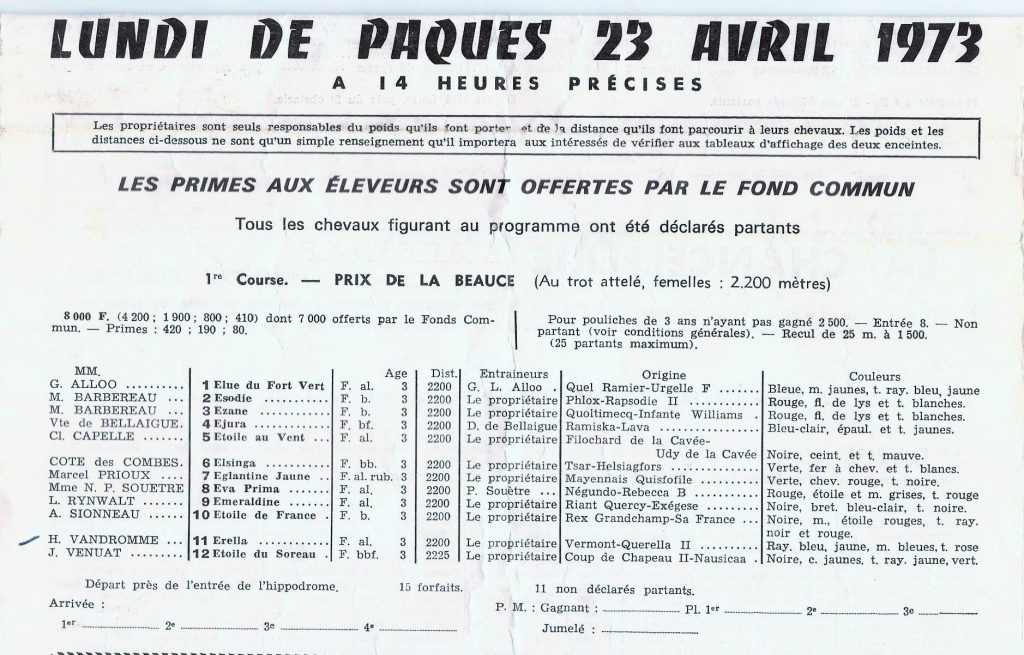 LUNDI DE PAQUES 23 AVRIL 1973
A 14 HEURES PRÉCISES
Les propriétaires sont seuls responsables du poids qu'ils font porter et de la distance qu'ils font parcourir à leurs chevaux. Les poids et les
distances ci-dessous ne sont qu'un simple renseignement qu'il importera aux intéressés de vérifier aux tableaux d'affichage des deux enceintes.
LES PRIMES AUX ÉLEVEURS SONT OFFERTES PAR LE FOND COMMUN
Tous les chevaux figurant au programme ont été déclarés partants
1re Course. — PRIX DE LA BEAUCE (Au trot attelé, femelles : 2.200 mètres)
8 000 F. (4 200 ; 1 900 ; 800 ; 410) dont 7 000 offerts par le Fonds Com-
mun. — Primes : 420 ; 190 ; 80.
Pour pouliches de 3 ans n'ayant pas gagné 2 500. — Entrée 8. — Non
partant (voir conditions générales). — Recul de 25 m. à 1 500.
(25 partants maximum).
MM. Age Dist. Entraineurs Origine Couleurs
G. ALLOO .......... 1 Elue du Fort Vert F. al. 3 2200 G. L. Alloo . Quel Ramier-Urgelle F ...... Bleue, m. jaunes, t. ray. bleu, jaune
M. BARBEREAU ... 2 Esodie ........... F. b. 3 2200 Le propriétaire Phlox-Rapsodie II .......... Rouge, fl. de lys et t. blanches.
M. BARBEREAU ... 3 Ezane ........... F. b. 3 2200 Le propriétaire Quoltimecq-Infante Williams . Rouge, fl. de lys et t. blanches.
Vte de BELLAIGUE. 4 Ejura ........... F. bf. 3 2200 D. de Bellaigue Ramiska-Lava .............. Bleu-clair, épaul. et t. jaunes.
Cl. CAPELLE ....... 5 Etoile au Vent ... F. al. 3 2200 Le propriétaire Filochard de la Cavée-
Udy de la Cavée Noire, ceint. et t. mauve.
COTE des COMBES. 6 Elsinga ........... F. bb. 3 2200 Le propriétaire Tsar-Helsiagfors ............ Verte, fer à chev. et t. blancs.
Marcel PRIOUX .... 7 Eglantine Jaune .. F. al. rub. 3 2200 Le propriétaire Mayennais Quisfofile ........ Verte, chev. rouge, t. noire.
Mme N. P. SOUETRE 8 Eva Prima ....... F. al. 3 2200 P. Souètre ... Négundo-Rebecca B ........ Rouge, étoile et m. grises, t. rouge
L. RYNWALT ...... 9 Emeraldine ...... F. al. 3 2200 Le propriétaire Riant Quercy-Exégese ....... Noire, bret. bleu-clair, t. noire.
A. SIONNEAU ...... 10 Etoile de France . F. b. 3 2200 Le propriétaire Rex Grandchamp-Sa France ... Noire, m., étoile rouges, t. ray.
noir et rouge.
H. VANDROMME ... 11 Erella ........... F. al. 3 2200 Le propriétaire Vermont-Querella II .......... Ray. bleu, jaune, m. bleues, t. rose
J. VENUAT ......... 12 Etoile du Soreau . F. bbf. 3 2225 Le propriétaire Coup de Chapeau II-Nausicaa . Noire, c. jaunes, t. ray. jaune, vert.
Départ près de l'entrée de l'hippodrome. 15 forfaits. 11 non déclarés partants.
Arrivée : P. M. : Gagnant : .......... Pl. 1er .......... 2e .......... 3e ..........
1er .......... 2e .......... 3e .......... 4e .......... Jumelé : ..........